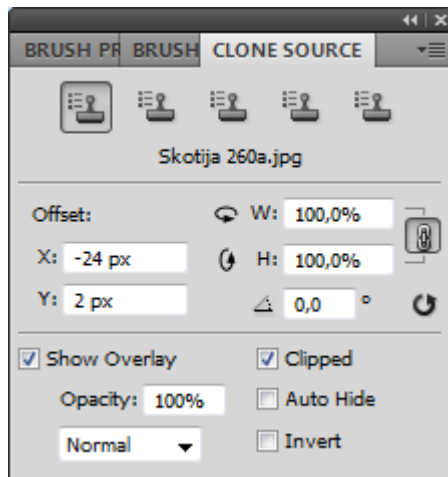 BRUSH PR BRUSH CLONE SOURCE
Skotija 260a.jpg
Offset: W: 100,0%
X: -24 px H: 100,0%
Y: 2 px 0,0 °
Show Overlay Clipped
Opacity: 100% Auto Hide
Normal Invert